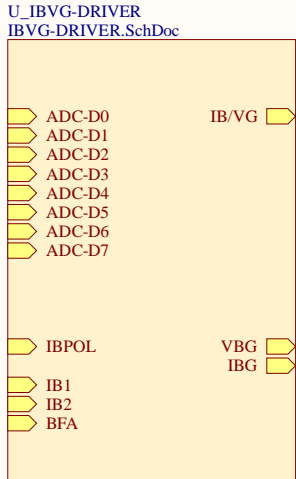 U_IBVG-DRIVER
IBVG-DRIVER.SchDoc
ADC-D0 IB/VG
ADC-D1
ADC-D2
ADC-D3
ADC-D4
ADC-D5
ADC-D6
ADC-D7
IBPOL VBG
IBG
IB1
IB2
BFA